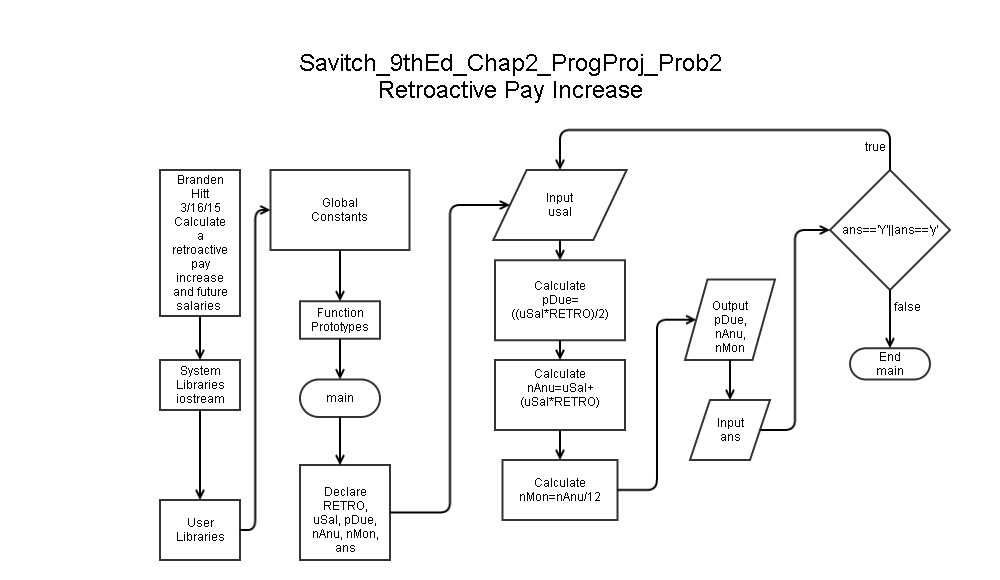 Savitch_9thEd_Chap2_ProgProj_Prob2
Retroactive Pay Increase
Branden
Hitt
3/16/15
Calculate
a
retroactive
pay
increase
and future
salaries
System
Libraries
iostream
User
Libraries
Global
Constants
Function
Prototypes
main
Declare
RETRO,
uSal, pDue,
nAnu, nMon,
ans
Input
usal
Calculate
pDue=
((uSal*RETRO)/2)
Calculate
nAnu=uSal+
(uSal*RETRO)
Calculate
nMon=nAnu/12
Output
pDue,
nAnu,
nMon
Input
ans
true
ans=='Y'||ans=='y'
false
End
main